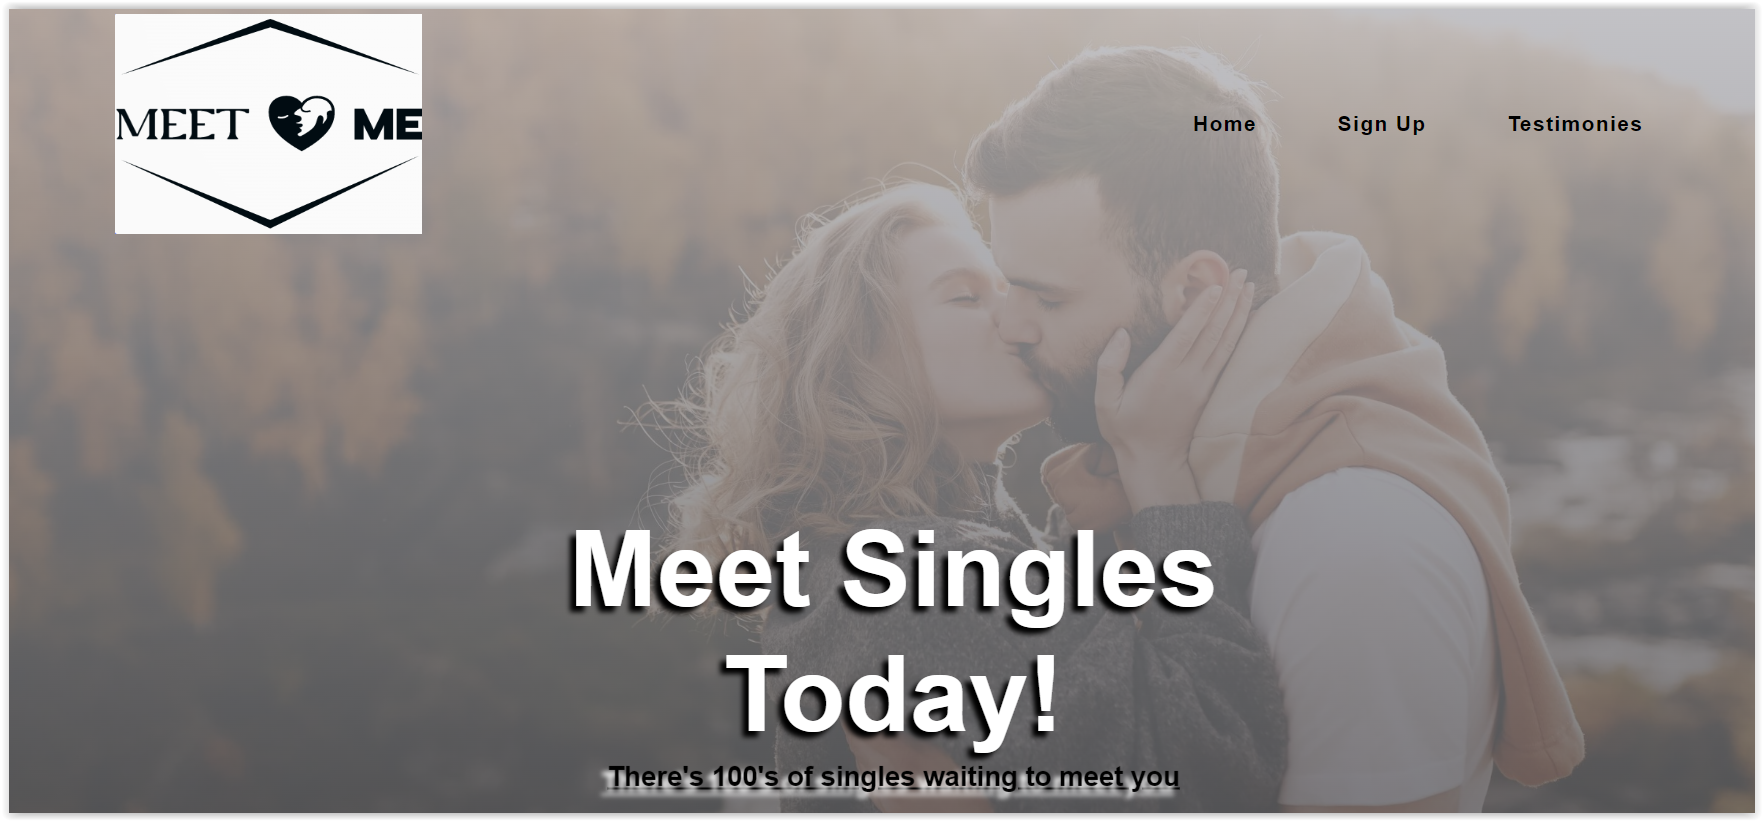 MEET ME
Home Sign Up Testimonies
Meet Singles
Today!
There's 100's of singles waiting to meet you